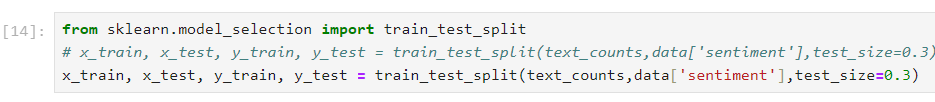 [14]: from sklearn.model_selection import train_test_split
# x_train, x_test, y_train, y_test = train_test_split(text_counts,data['sentiment'],test_size=0.3)
x_train, x_test, y_train, y_test = train_test_split(text_counts,data['sentiment'],test_size=0.3)